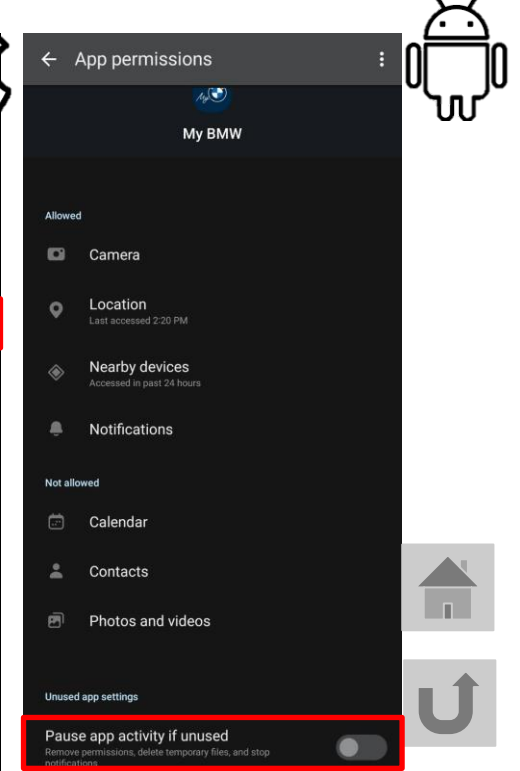 App permissions
My
My BMW
Allowed
Camera
Location
Last accessed 2:20 PM
Nearby devices
Accessed in past 24 hours
Notifications
Not allowed
Calendar
Contacts
Photos and videos
Unused app settings
Pause app activity if unused
Remove permissions, delete temporary files, and stop
notifications